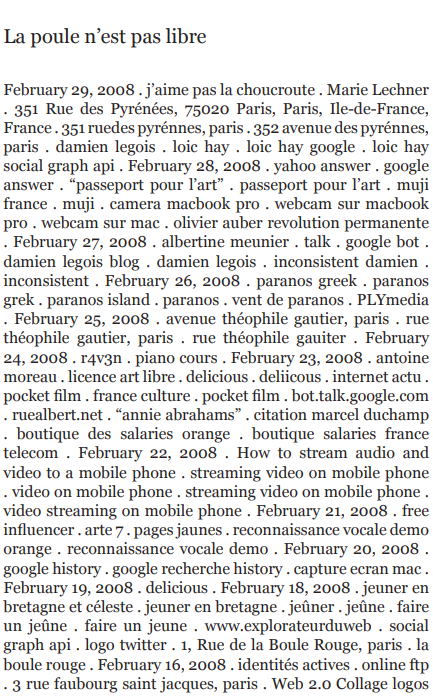 La poule n’est pas libre
February 29, 2008 . j’aime pas la choucroute . Marie Lechner
. 351 Rue des Pyrénées, 75020 Paris, Paris, Ile-de-France,
France . 351 ruedes pyrénnes, paris . 352 avenue des pyrénnes,
paris . damien legois . loic hay . loic hay google . loic hay
social graph api . February 28, 2008 . yahoo answer . google
answer . “passeport pour l’art” . passeport pour l’art . muji
france . muji . camera macbook pro . webcam sur macbook
pro . webcam sur mac . olivier auber revolution permanente
. February 27, 2008 . albertine meunier . talk . google bot .
damien legois blog . damien legois . inconsistent damien .
inconsistent . February 26, 2008 . paranos greek . paranos
grek . paranos island . paranos . vent de paranos . PLYmedia
. February 25, 2008 . avenue théophile gautier, paris . rue
théophile gautier, paris . rue théophile gauiter . February
24, 2008 . r4v3n . piano cours . February 23, 2008 . antoine
moreau . licence art libre . delicious . deliicous . internet actu .
pocket film . france culture . pocket film . bot.talk.google.com
. ruealbert.net . “annie abrahams” . citation marcel duchamp
. boutique des salaries orange . boutique salaries france
telecom . February 22, 2008 . How to stream audio and
video to a mobile phone . streaming video on mobile phone
. video on mobile phone . streaming video on mobile phone .
video streaming on mobile phone . February 21, 2008 . free
influencer . arte 7 . pages jaunes . reconnaissance vocale demo
orange . reconnaissance vocale demo . February 20, 2008 .
google history . google recherche history . capture ecran mac .
February 19, 2008 . delicious . February 18, 2008 . jeuner en
bretagne et céleste . jeuner en bretagne . jeûner . jeûne . faire
un jeûne . faire un jeune . www.explorateurduweb . social
graph api . logo twitter . 1, Rue de la Boule Rouge, paris . la
boule rouge . February 16, 2008 . identités actives . online ftp
. 3 rue faubourg saint jacques, paris . Web 2.0 Collage logos